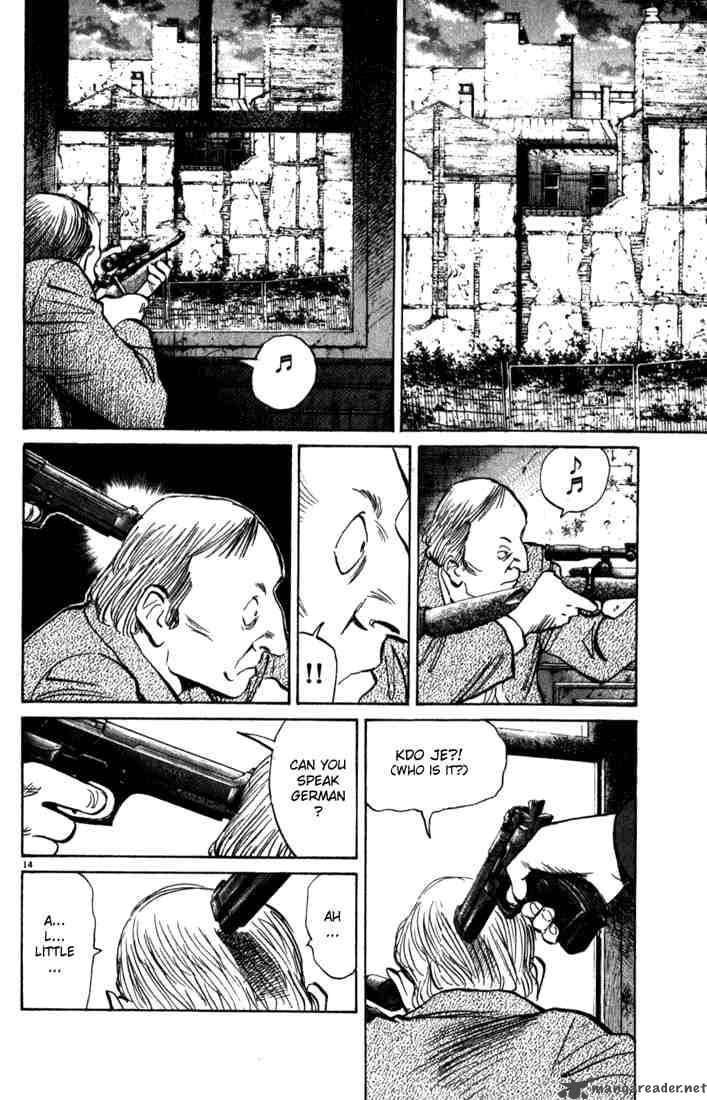 !!
KDO JE?!
(WHO IS IT?)
CAN YOU
SPEAK
GERMAN
?
AH
...
A...
L...
LITTLE
...
14
mangareader.net